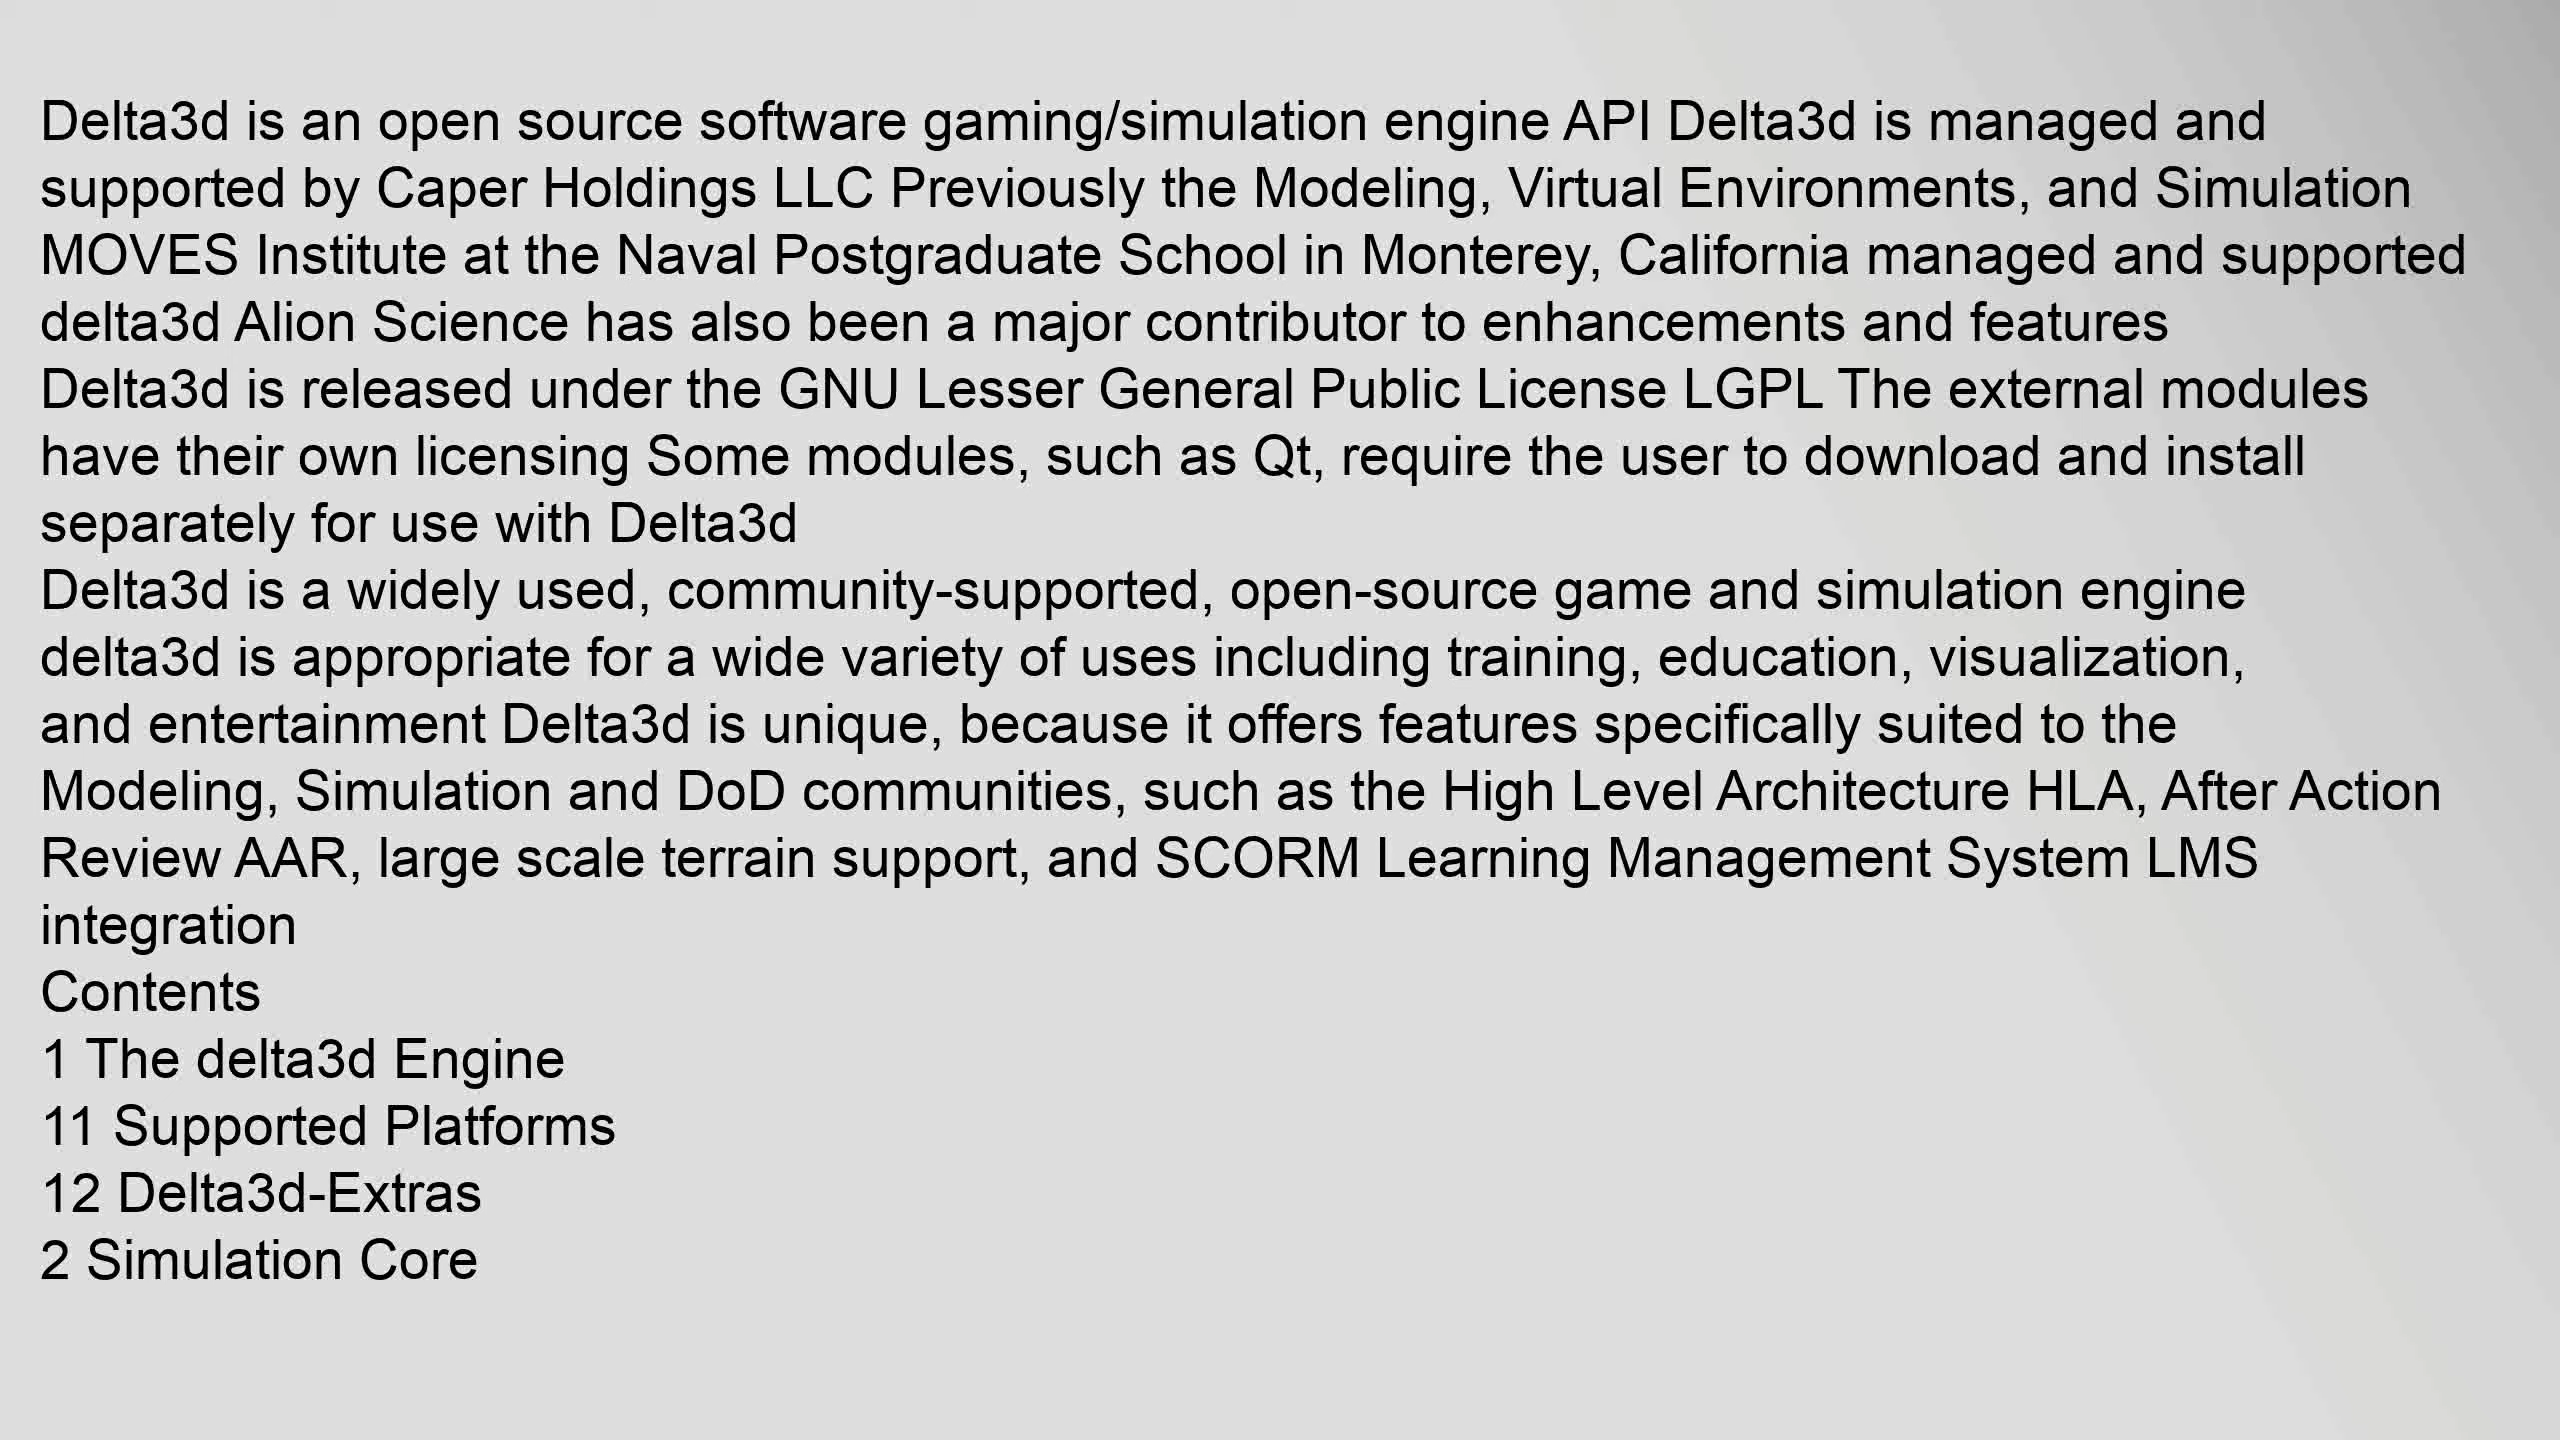 Delta3d is an open source software gaming/simulation engine API Delta3d is managed and
supported by Caper Holdings LLC Previously the Modeling, Virtual Environments, and Simulation
MOVES Institute at the Naval Postgraduate School in Monterey, California managed and supported
delta3d Alion Science has also been a major contributor to enhancements and features
Delta3d is released under the GNU Lesser General Public License LGPL The external modules
have their own licensing Some modules, such as Qt, require the user to download and install
separately for use with Delta3d
Delta3d is a widely used, community-supported, open-source game and simulation engine
delta3d is appropriate for a wide variety of uses including training, education, visualization,
and entertainment Delta3d is unique, because it offers features specifically suited to the
Modeling, Simulation and DoD communities, such as the High Level Architecture HLA, After Action
Review AAR, large scale terrain support, and SCORM Learning Management System LMS
integration
Contents
1 The delta3d Engine
11 Supported Platforms
12 Delta3d-Extras
2 Simulation Core